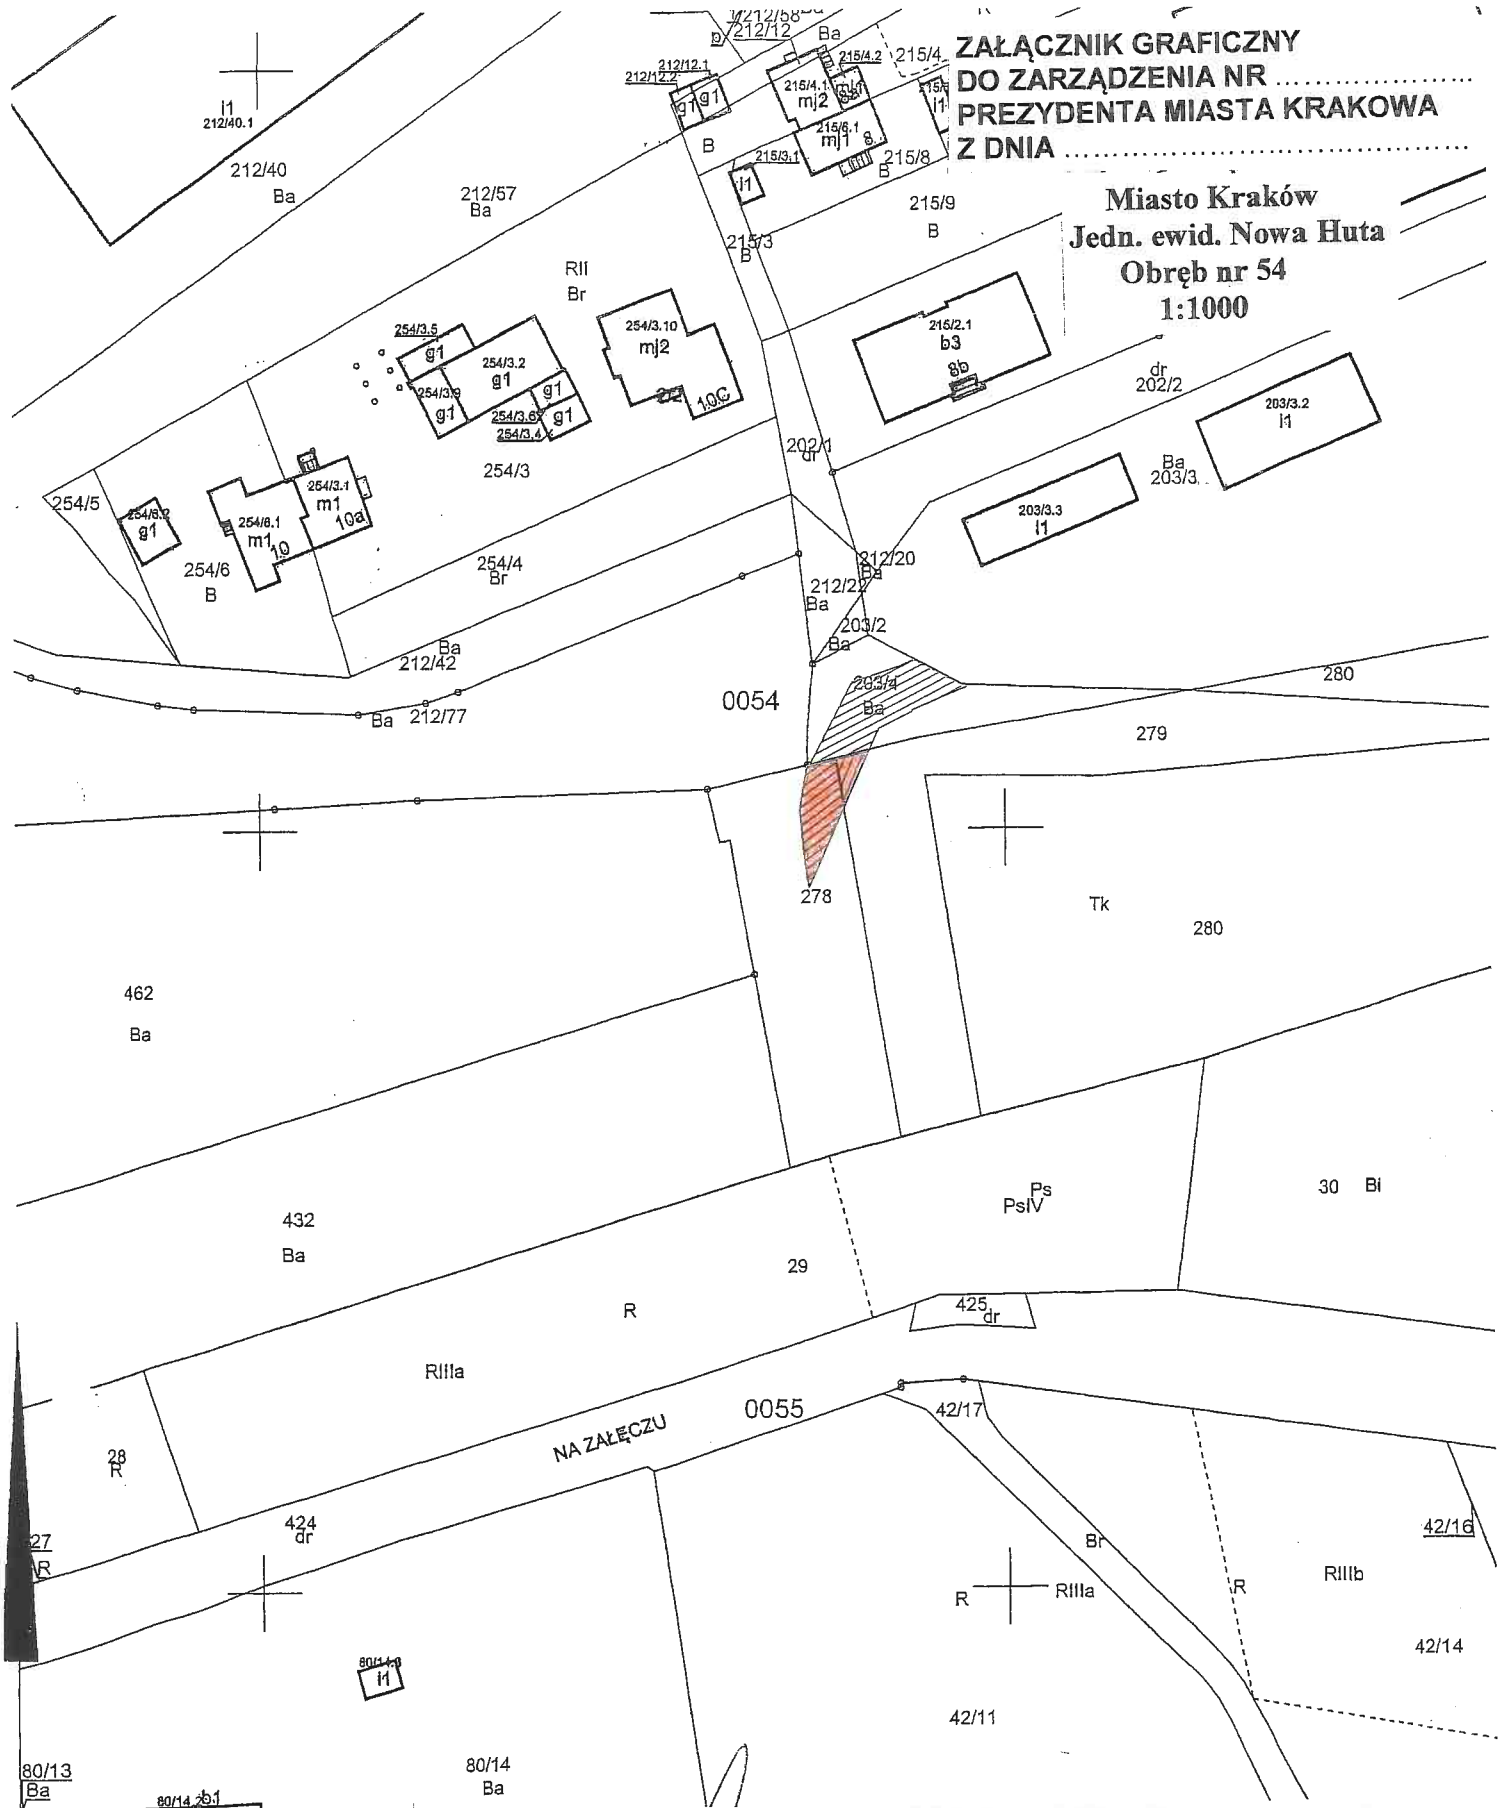 ZAŁĄCZNIK GRAFICZNY
DO ZARZĄDZENIA NR ......................
PREZYDENTA MIASTA KRAKOWA
Z DNIA .............................................
Miasto Kraków
Jedn. ewid. Nowa Huta
Obręb nr 54
1:1000
212/58
212/12
p
Ba
212/12.1
212/12.2
g1
g1
215/4.2
215/4
215/4.1
mj2
215/6.1
mj1
8
i1
B
215/3.1
i1
215/8
B
i1
212/40.1
212/40
Ba
212/57
Ba
215/9
B
215/3
B
RII
Br
254/3.5
g1
254/3.2
g1
254/3.9
g1
g1
254/3.6
254/3.4
g1
254/3.10
mj2
10C
215/2.1
b3
8b
dr
202/2
203/3.2
i1
202/1
dr
254/3
Ba
203/3
203/3.3
i1
254/5
254/6.2
g1
254/3.1
m1
10a
254/6.1
m1
10
254/6
B
254/4
Br
212/20
Ba
212/22
Ba
203/2
Ba
Ba
212/42
203/4
Ba
280
0054
Ba
212/77
279
278
Tk
280
462
Ba
432
Ba
Ps
PsIV
30
Bi
29
R
425
dr
RIIIa
0055
42/17
NA ZAŁĘCZU
28
R
424
dr
27
R
42/16
Br
R
RIIIa
R
RIIIb
42/14
80/14.3
i1
42/11
80/13
Ba
80/14
Ba
b1